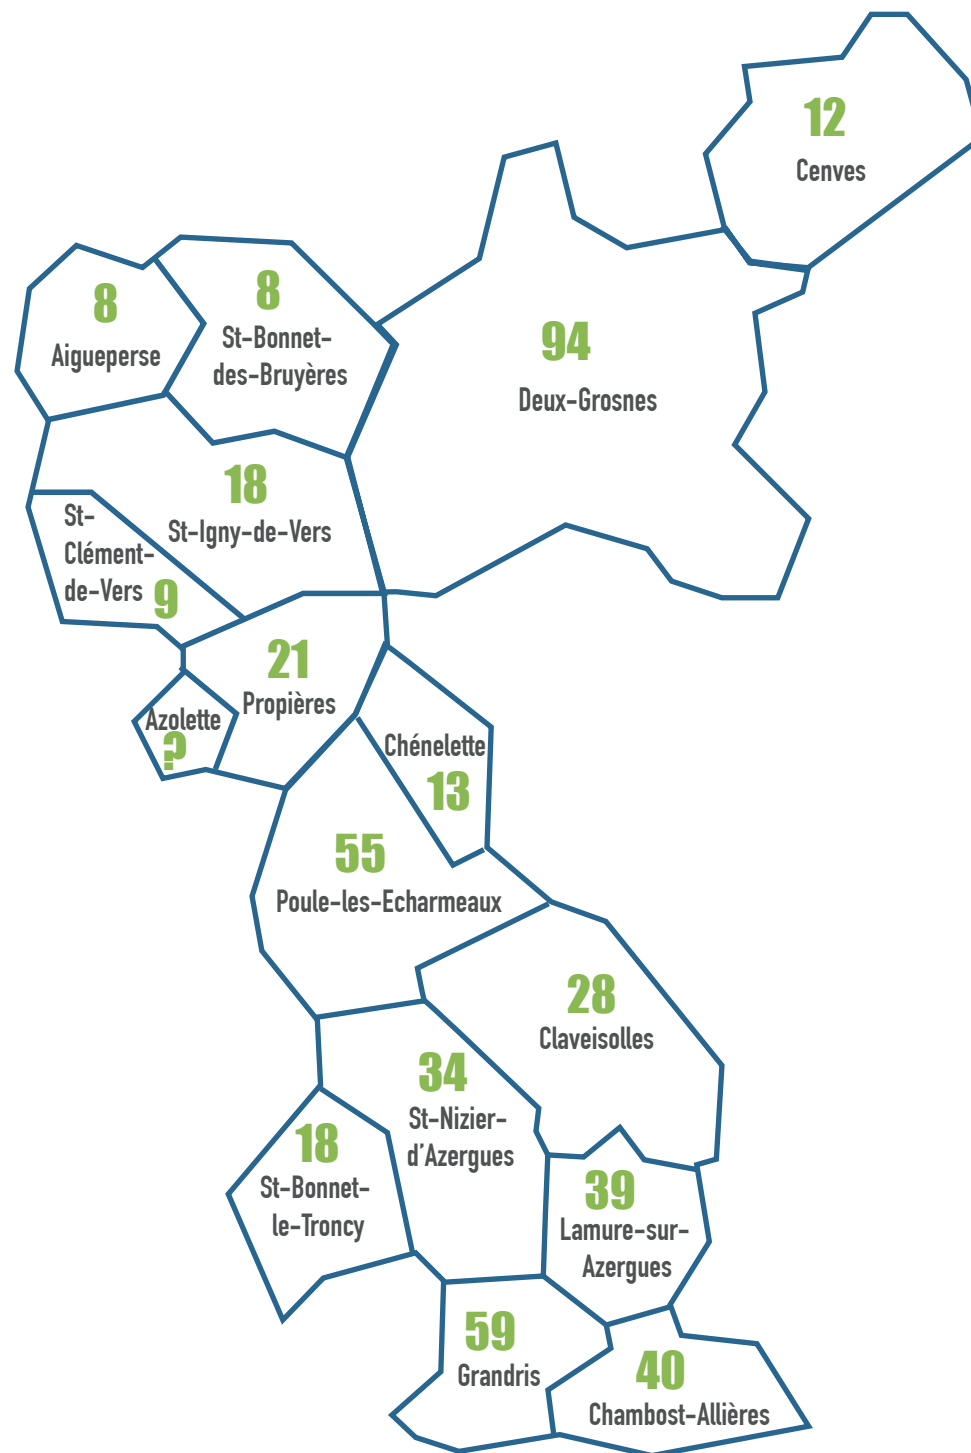 12
Cenves
8
Aigueperse
8
St-Bonnet-
des-Bruyères
94
Deux-Grosnes
18
St-Igny-de-Vers
St-
Clément-
de-Vers 9
21
Propières
Azolette
?
Chénelette
13
55
Poule-les-Echarmeaux
28
Claveisolles
34
St-Nizier-
d'Azergues
18
St-Bonnet-
le-Troncy
39
Lamure-sur-
Azergues
59
Grandris
40
Chambost-Allières